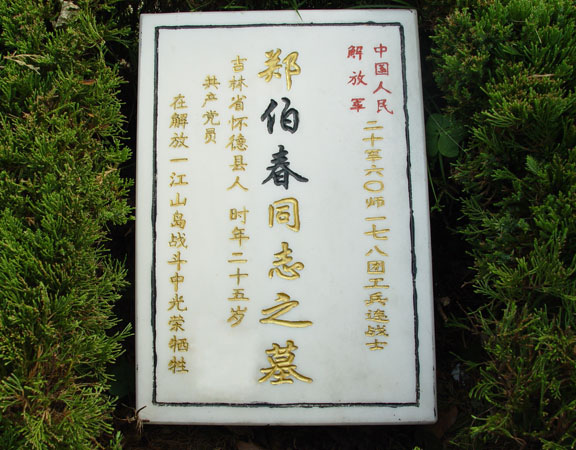 中国人民
解放军
二十军六〇师一七八团工兵连战士
郑伯春同志之墓
吉林省怀德县人 时年二十五岁
共产党员
在解放一江山岛战斗中光荣牺牲